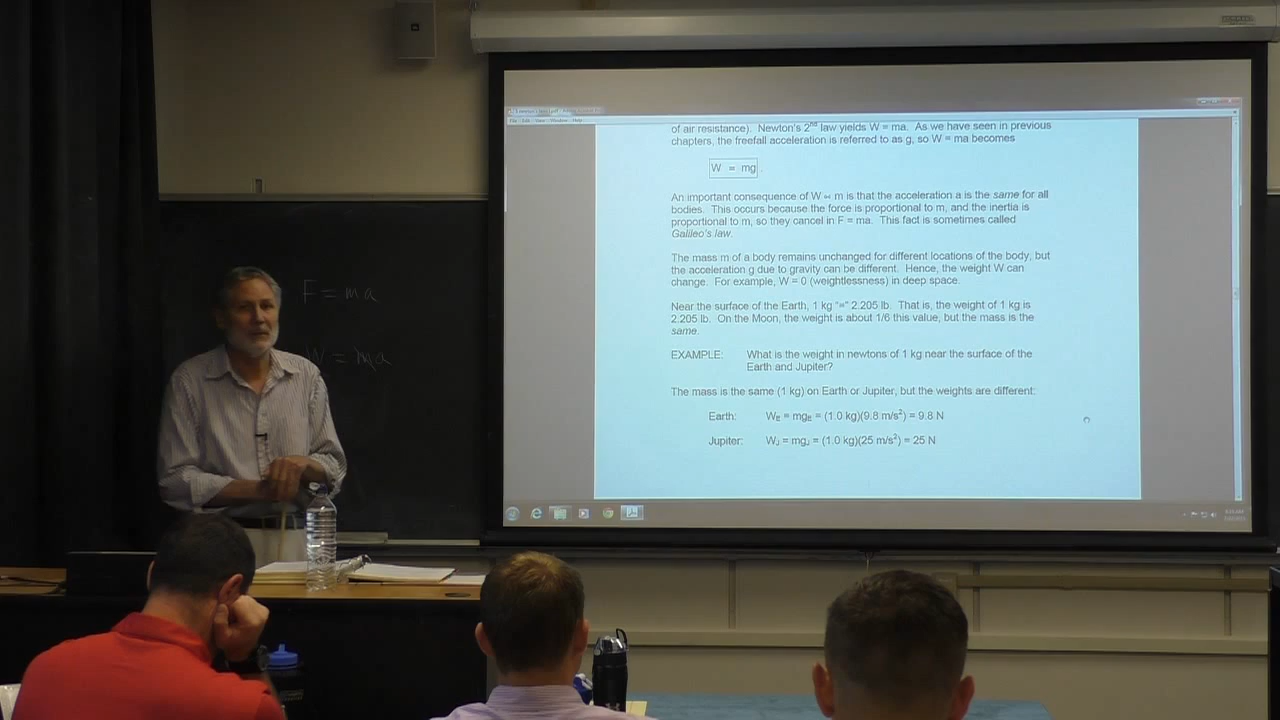 File Edit View Window Help
of air resistance). Newton's 2nd law yields W = ma. As we have seen in previous
chapters, the freefall acceleration is referred to as g, so W = ma becomes
W = mg
An important consequence of W ∝ m is that the acceleration a is the same for all
bodies. This occurs because the force is proportional to m, and the inertia is
proportional to m, so they cancel in F = ma. This fact is sometimes called
Galileo's law.
The mass m of a body remains unchanged for different locations of the body, but
the acceleration g due to gravity can be different. Hence, the weight W can
change. For example, W = 0 (weightlessness) in deep space.
Near the surface of the Earth, 1 kg "=" 2.205 lb. That is, the weight of 1 kg is
2.205 lb. On the Moon, the weight is about 1/6 this value, but the mass is the
same.
EXAMPLE: What is the weight in newtons of 1 kg near the surface of the
Earth and Jupiter?
The mass is the same (1 kg) on Earth or Jupiter, but the weights are different:
Earth: WE = mgE = (1.0 kg)(9.8 m/s²) = 9.8 N
Jupiter: WJ = mgJ = (1.0 kg)(25 m/s²) = 25 N
F = ma
W = ma